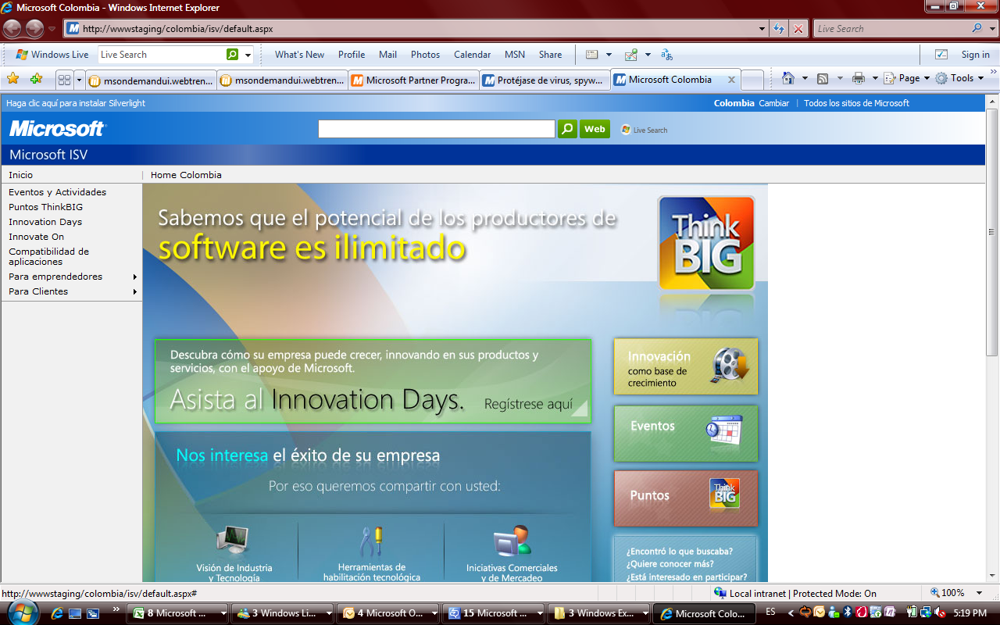 Microsoft Colombia - Windows Internet Explorer
http://wwwstaging/colombia/isv/default.aspx
Live Search
Windows Live
Live Search
What's New
Profile
Mail
Photos
Calendar
MSN
Share
Sign in
msondemandui.webtren...
msondemandui.webtren...
Microsoft Partner Progra...
Protéjase de virus, spyw...
Microsoft Colombia
Page
Tools
Haga clic aquí para instalar Silverlight
Colombia Cambiar | Todos los sitios de Microsoft
Microsoft
Web
Live Search
Microsoft ISV
Inicio
Home Colombia
Eventos y Actividades
Puntos ThinkBIG
Innovation Days
Innovate On
Compatibilidad de
aplicaciones
Para emprendedores
Para Clientes
Sabemos que el potencial de los productores de
software es ilimitado
Think
BIG
Descubra cómo su empresa puede crecer, innovando en sus productos y
servicios, con el apoyo de Microsoft.
Asista al Innovation Days. Regístrese aquí
Innovación
como base de
crecimiento
Eventos
Puntos
Think
BIG
Nos interesa el éxito de su empresa
Por eso queremos compartir con usted:
Visión de Industria
y Tecnología
Herramientas de
habilitación tecnológica
Iniciativas Comerciales
y de Mercadeo
¿Encontró lo que buscaba?
¿Quiere conocer más?
¿Está interesado en participar?
http://wwwstaging/colombia/isv/default.aspx#
Local intranet | Protected Mode: On
100%
8 Microsoft ...
3 Windows Li...
4 Microsoft O...
15 Microsoft ...
3 Windows Ex...
Microsoft Colo...
ES
5:19 PM